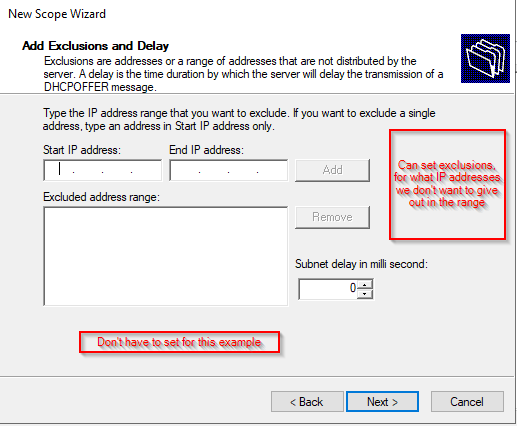 New Scope Wizard
Add Exclusions and Delay
Exclusions are addresses or a range of addresses that are not distributed by the
server. A delay is the time duration by which the server will delay the transmission of a
DHCPOFFER message.
Type the IP address range that you want to exclude. If you want to exclude a single
address, type an address in Start IP address only.
Start IP address:
End IP address:
. . .
. . .
Add
Can set exclusions,
for what IP addresses
we don't want to give
out in the range
Excluded address range:
Remove
Subnet delay in milli second:
0
Don't have to set for this example
< Back
Next >
Cancel